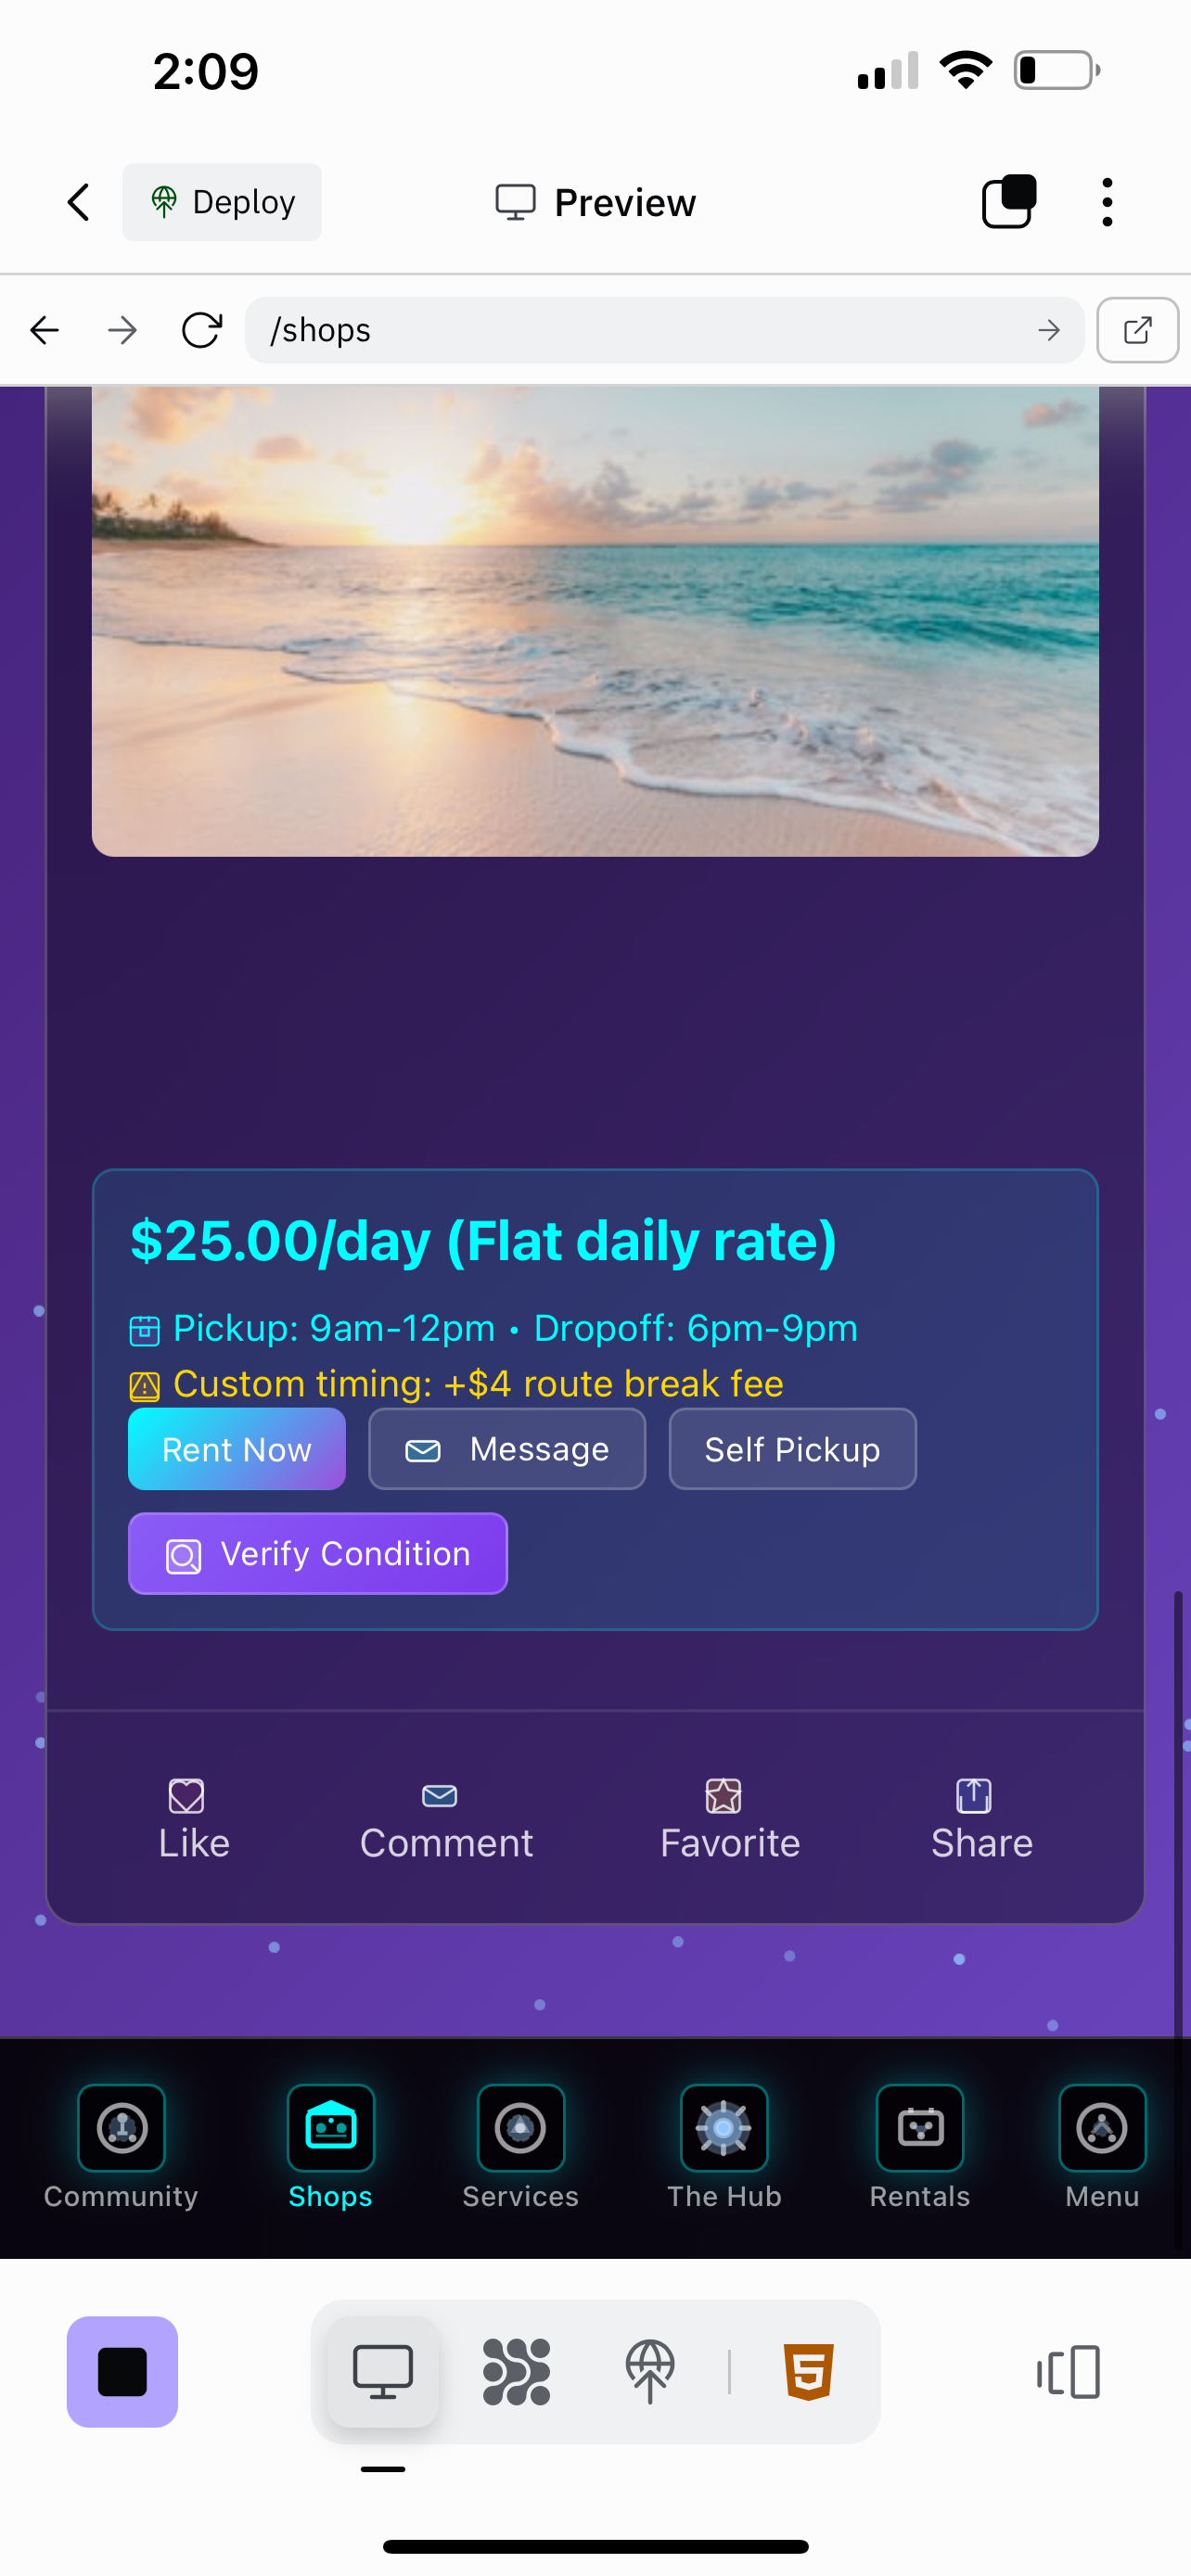 2:09
Deploy
Preview
/shops
$25.00/day (Flat daily rate)
Pickup: 9am-12pm • Dropoff: 6pm-9pm
Custom timing: +$4 route break fee
Rent Now
Message
Self Pickup
Verify Condition
Like
Comment
Favorite
Share
Community
Shops
Services
The Hub
Rentals
Menu
5